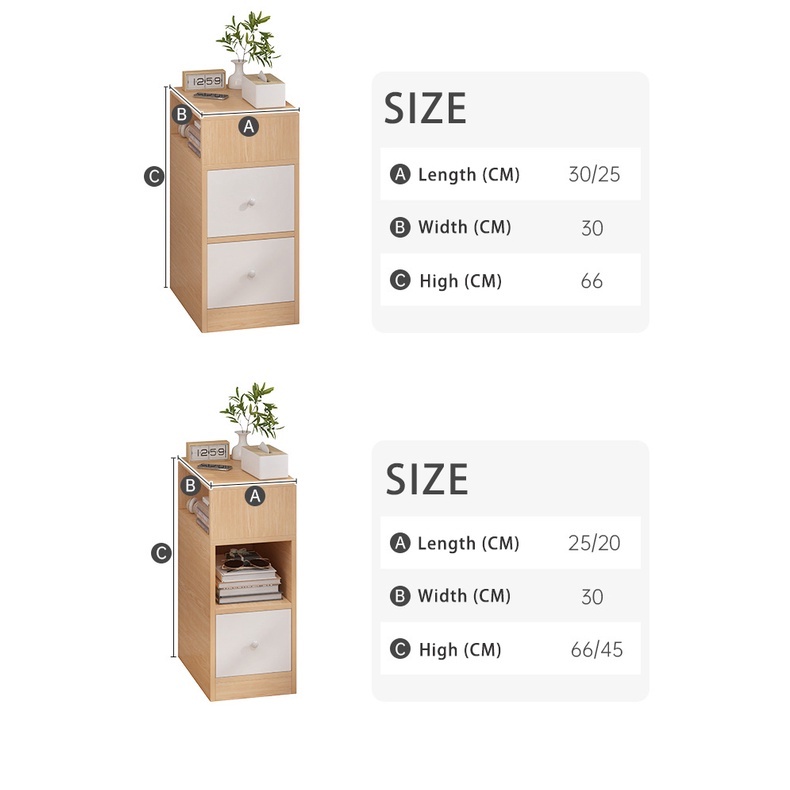 12:59
B
A
C
SIZE
A Length (CM) 30/25
B Width (CM) 30
C High (CM) 66
12:59
B
A
C
SIZE
A Length (CM) 25/20
B Width (CM) 30
C High (CM) 66/45